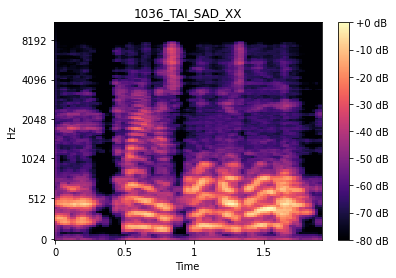 1036_TAI_SAD_XX
Hz
8192
4096
2048
1024
512
0
0
0.5
1
1.5
Time
+0 dB
-10 dB
-20 dB
-30 dB
-40 dB
-50 dB
-60 dB
-70 dB
-80 dB